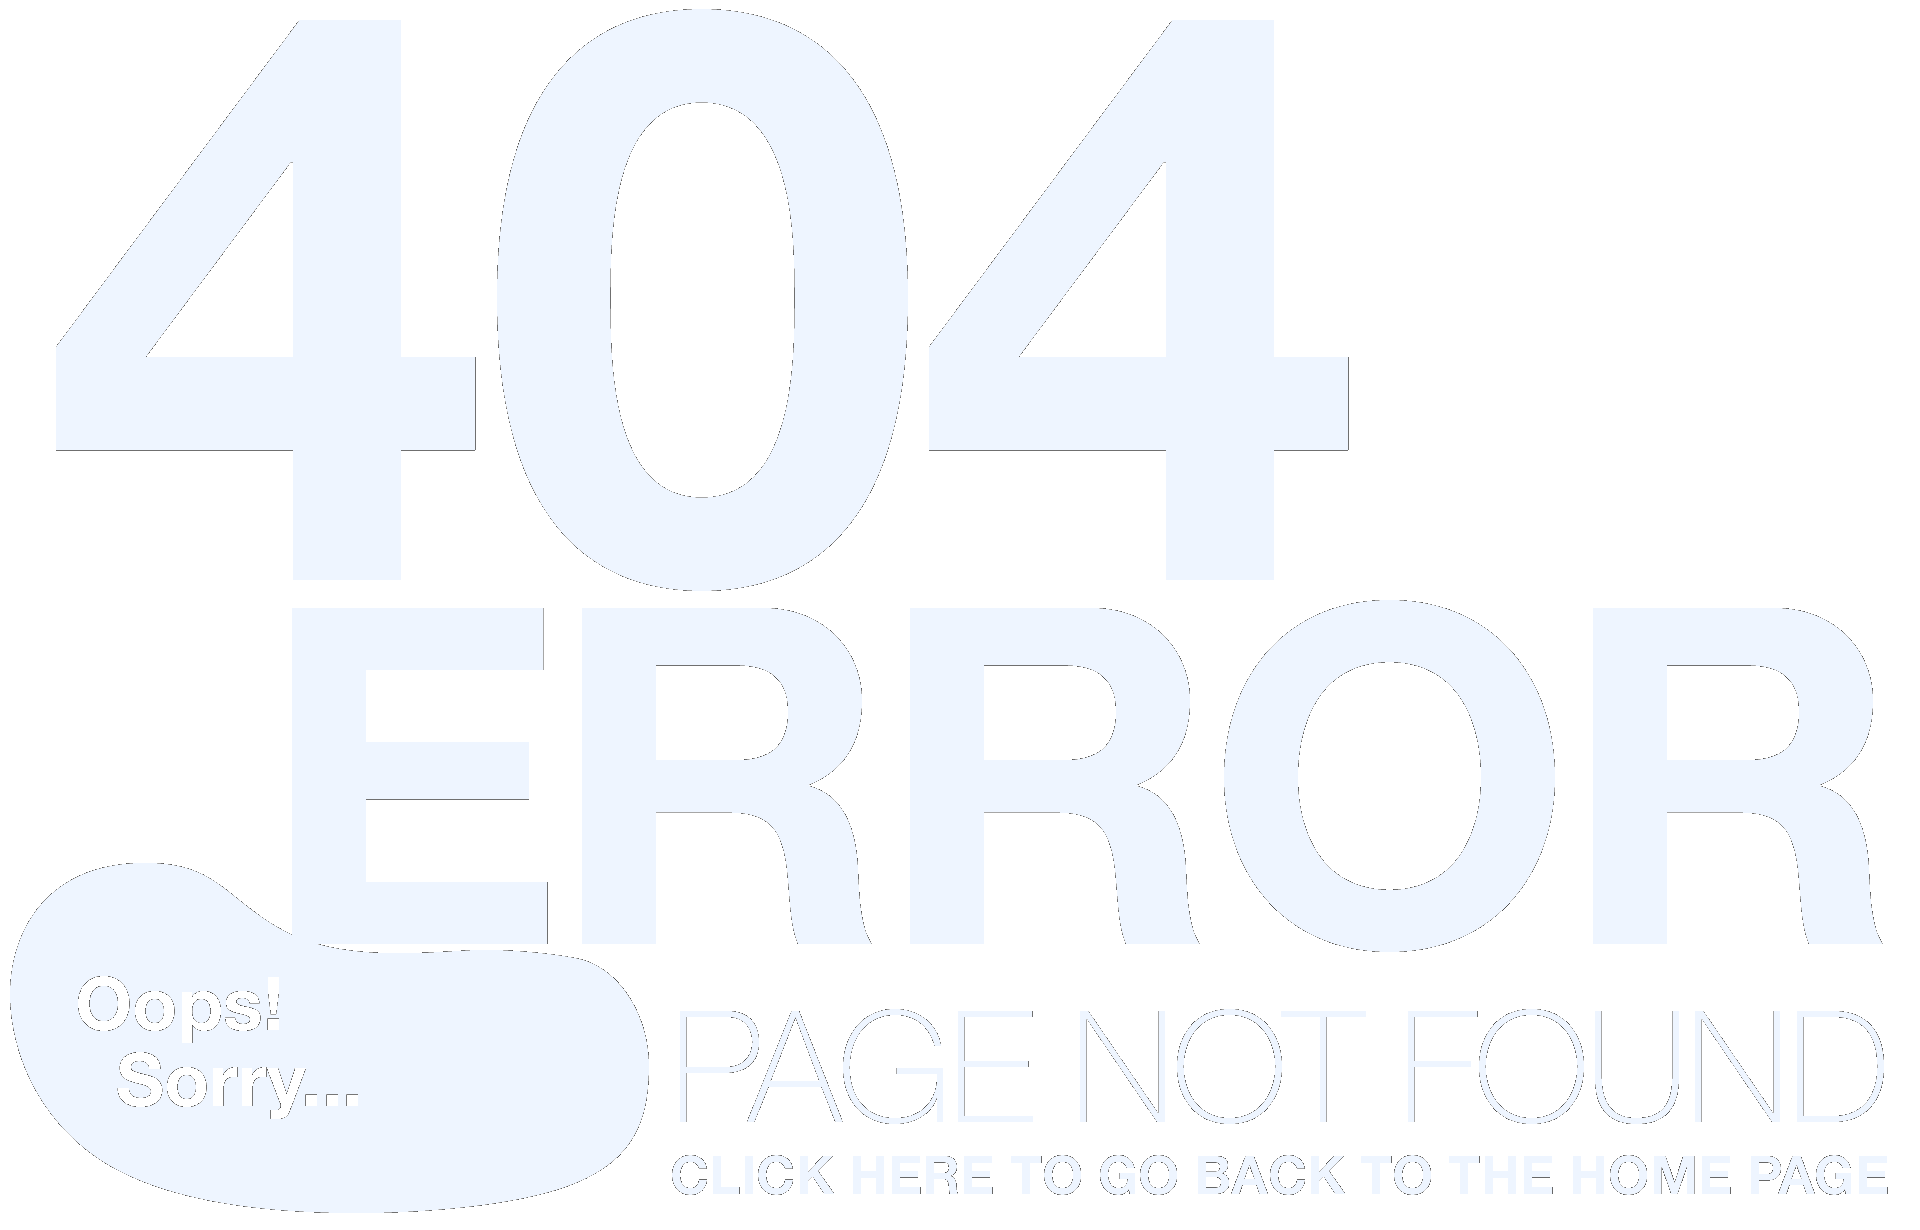 404
ERROR
Oops!
Sorry...
PAGE NOT FOUND
CLICK HERE TO GO BACK TO THE HOME PAGE